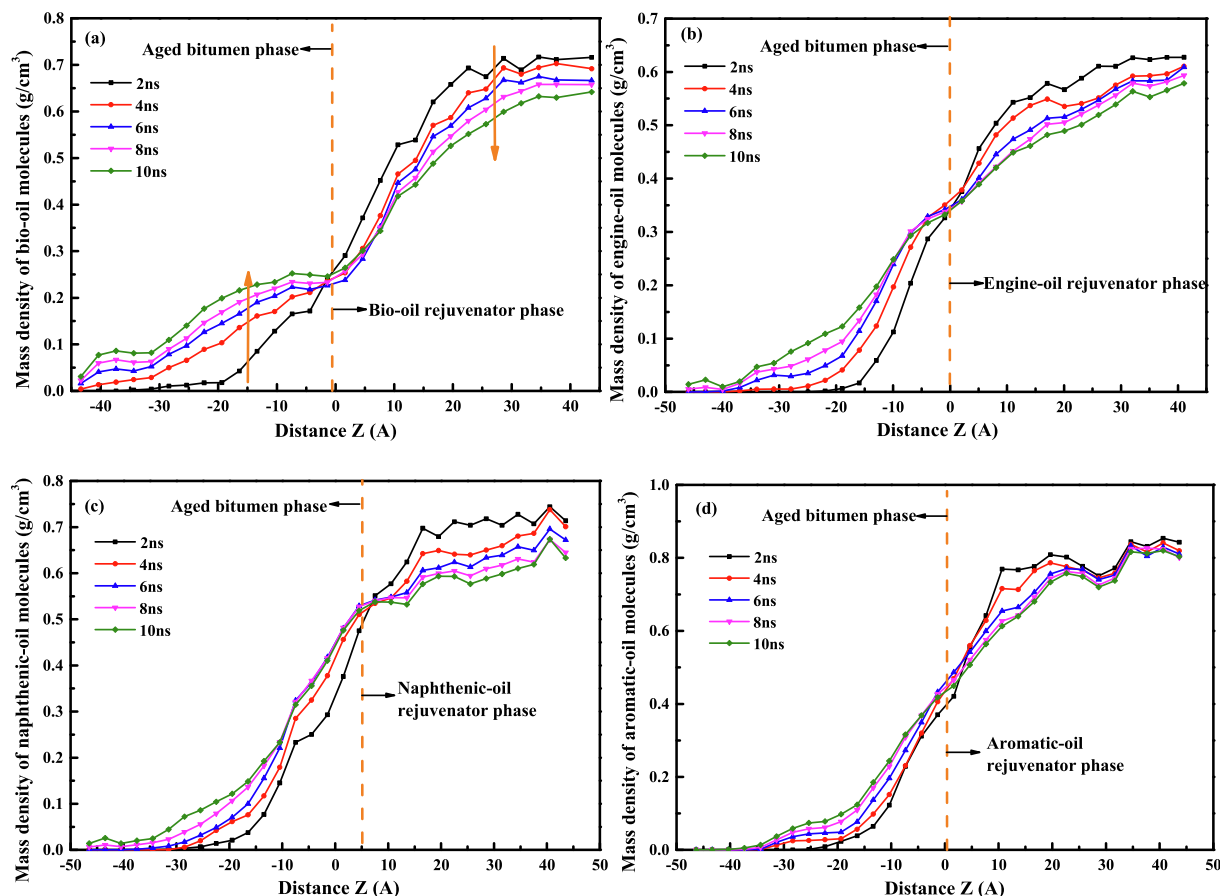 (a)
Aged bitumen phase
2ns
4ns
6ns
8ns
10ns
Bio-oil rejuvenator phase
Mass density of bio-oil molecules (g/cm³)
0.8
0.7
0.6
0.5
0.4
0.3
0.2
0.1
0.0
-40 -30 -20 -10 0 10 20 30 40
Distance Z (A)
(b)
Aged bitumen phase
2ns
4ns
6ns
8ns
10ns
Engine-oil rejuvenator phase
Mass density of engine-oil molecules (g/cm³)
0.7
0.6
0.5
0.4
0.3
0.2
0.1
0.0
-50 -40 -30 -20 -10 0 10 20 30 40
Distance Z (A)
(c)
Aged bitumen phase
2ns
4ns
6ns
8ns
10ns
Naphthenic-oil
rejuvenator phase
Mass density of naphthenic-oil molecules (g/cm³)
0.8
0.7
0.6
0.5
0.4
0.3
0.2
0.1
0.0
-50 -40 -30 -20 -10 0 10 20 30 40 50
Distance Z (A)
(d)
Aged bitumen phase
2ns
4ns
6ns
8ns
10ns
Aromatic-oil
rejuvenator phase
Mass density of aromatic-oil molecules (g/cm³)
1.0
0.8
0.6
0.4
0.2
0.0
-50 -40 -30 -20 -10 0 10 20 30 40 50
Distance Z (A)